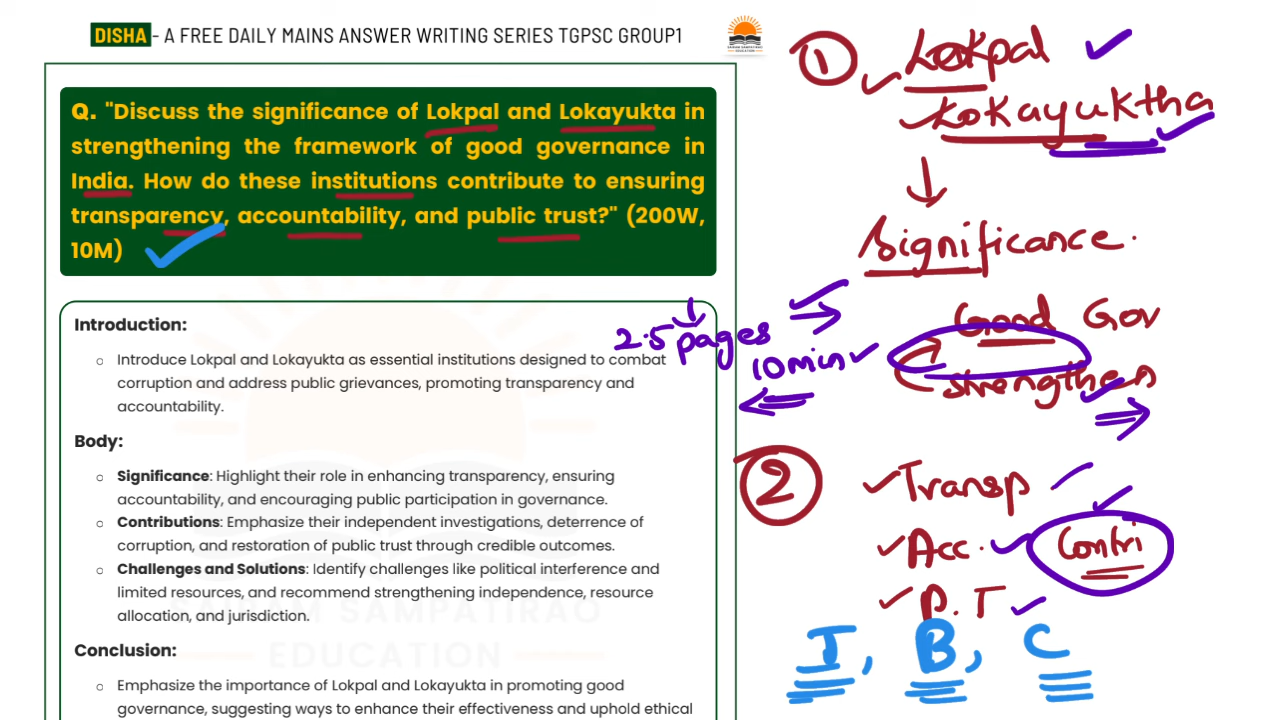 DISHA - A FREE DAILY MAINS ANSWER WRITING SERIES TGPSC GROUP1
SAIRAM SAMPATIRAO
EDUCATION
Q. "Discuss the significance of Lokpal and Lokayukta in
strengthening the framework of good governance in
India. How do these institutions contribute to ensuring
transparency, accountability, and public trust?" (200W,
10M)
Introduction:
Introduce Lokpal and Lokayukta as essential institutions designed to combat
corruption and address public grievances, promoting transparency and
accountability.
Body:
Significance: Highlight their role in enhancing transparency, ensuring
accountability, and encouraging public participation in governance.
Contributions: Emphasize their independent investigations, deterrence of
corruption, and restoration of public trust through credible outcomes.
Challenges and Solutions: Identify challenges like political interference and
limited resources, and recommend strengthening independence, resource
allocation, and jurisdiction.
SAIRAM SAMPATIRAO
EDUCATION
Conclusion:
Emphasize the importance of Lokpal and Lokayukta in promoting good
governance, suggesting ways to enhance their effectiveness and uphold ethical
1 Lokpal
Lokayuktha
Significance.
2.5 pages
10min
Good Gov
strengthen
2 Transp
Acc. Contri
P.T
I, B, C